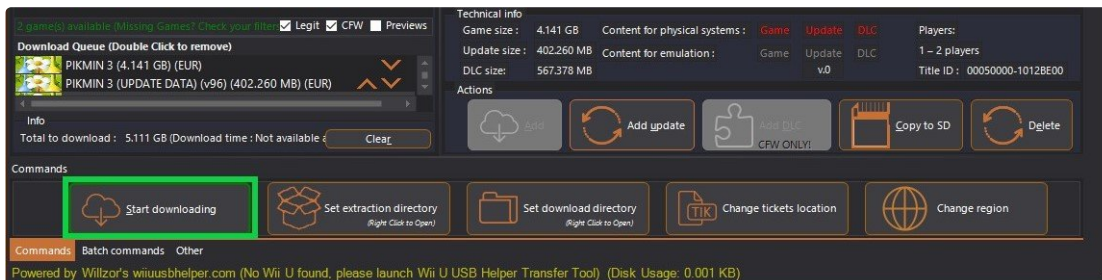 2 game(s) available (Missing Games? Check your filters
Legit CFW Previews
Download Queue (Double Click to remove)
PIKMIN 3 (4.141 GB) (EUR)
PIKMIN 3 (UPDATE DATA) (v96) (402.260 MB) (EUR)
Info
Total to download : 5.111 GB (Download time : Not available
Clear
Technical info
Game size : 4.141 GB Content for physical systems : Game Update DLC Players:
Update size : 402.260 MB Content for emulation : Game Update DLC 1 – 2 players
DLC size: 567.378 MB v.0 Title ID : 00050000-1012BE00
Actions
Add
Add update
Add DLC
CFW ONLY!
Copy to SD
Delete
Commands
Start downloading
Set extraction directory
(Right Click to Open)
Set download directory
(Right Click to Open)
TIK
Change tickets location
Change region
Commands Batch commands Other
Powered by Willzor's wiiuusbhelper.com (No Wii U found, please launch Wii U USB Helper Transfer Tool) (Disk Usage: 0.001 KB)